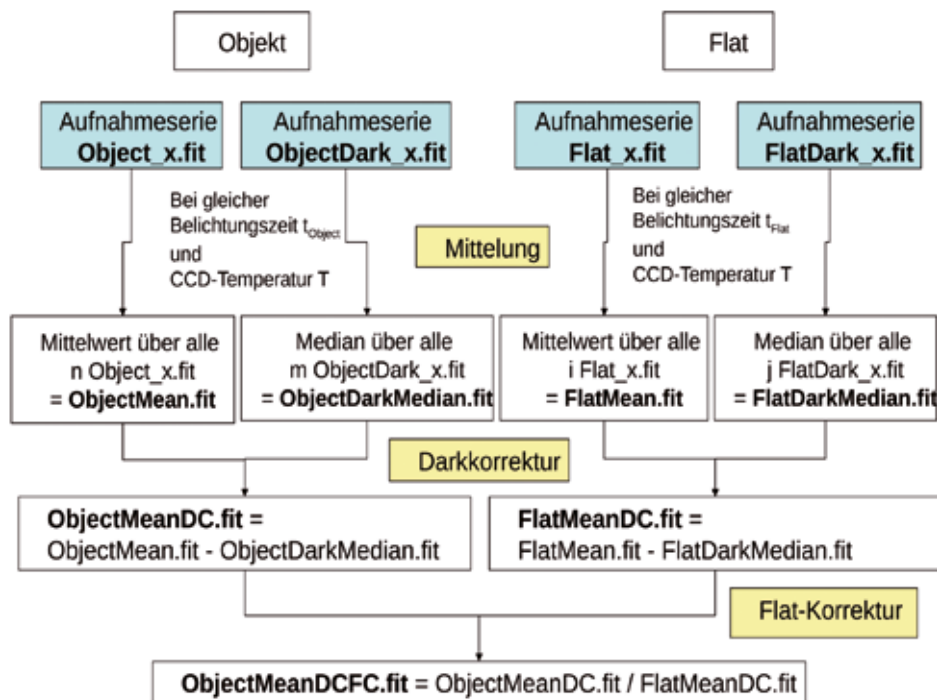 Objekt
Flat
Aufnahmeserie
Object_x.fit
Aufnahmeserie
ObjectDark_x.fit
Aufnahmeserie
Flat_x.fit
Aufnahmeserie
FlatDark_x.fit
Bei gleicher
Belichtungszeit tObject
und
CCD-Temperatur T
Mittelung
Bei gleicher
Belichtungszeit tFlat
und
CCD-Temperatur T
Mittelwert über alle
n Object_x.fit
= ObjectMean.fit
Median über alle
m ObjectDark_x.fit
= ObjectDarkMedian.fit
Mittelwert über alle
i Flat_x.fit
= FlatMean.fit
Median über alle
j FlatDark_x.fit
= FlatDarkMedian.fit
Darkkorrektur
ObjectMeanDC.fit =
ObjectMean.fit - ObjectDarkMedian.fit
FlatMeanDC.fit =
FlatMean.fit - FlatDarkMedian.fit
Flat-Korrektur
ObjectMeanDCFC.fit = ObjectMeanDC.fit / FlatMeanDC.fit